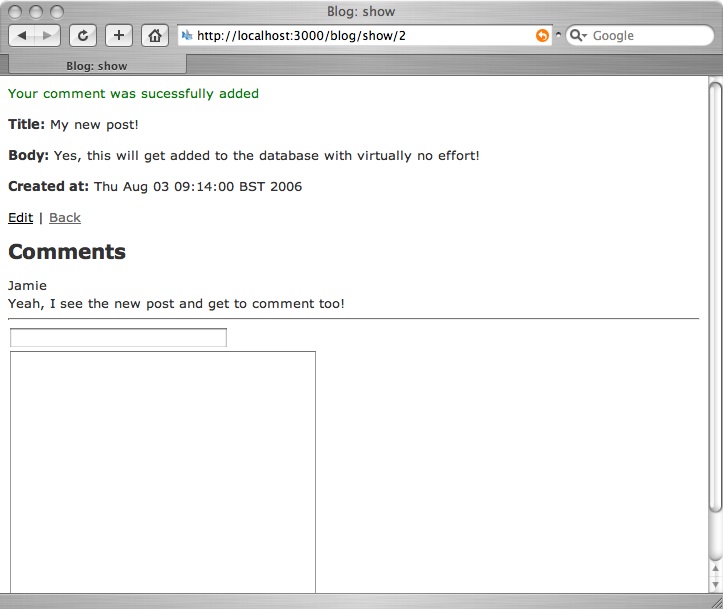 Blog: show
http://localhost:3000/blog/show/2
Google
Blog: show
Your comment was sucessfully added
Title: My new post!
Body: Yes, this will get added to the database with virtually no effort!
Created at: Thu Aug 03 09:14:00 BST 2006
Edit | Back
Comments
Jamie
Yeah, I see the new post and get to comment too!